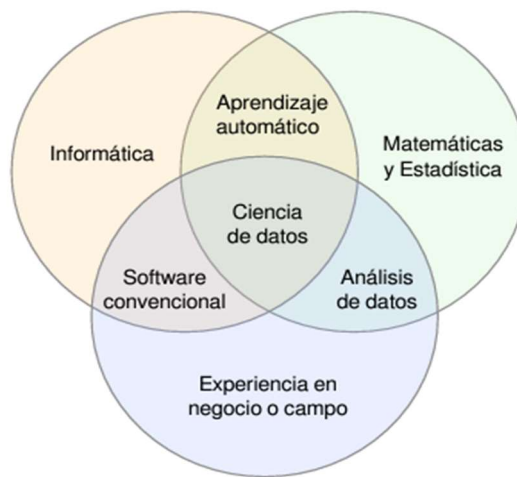 Aprendizaje
automático
Informática
Matemáticas
y Estadística
Ciencia
de datos
Software
convencional
Análisis
de datos
Experiencia en
negocio o campo